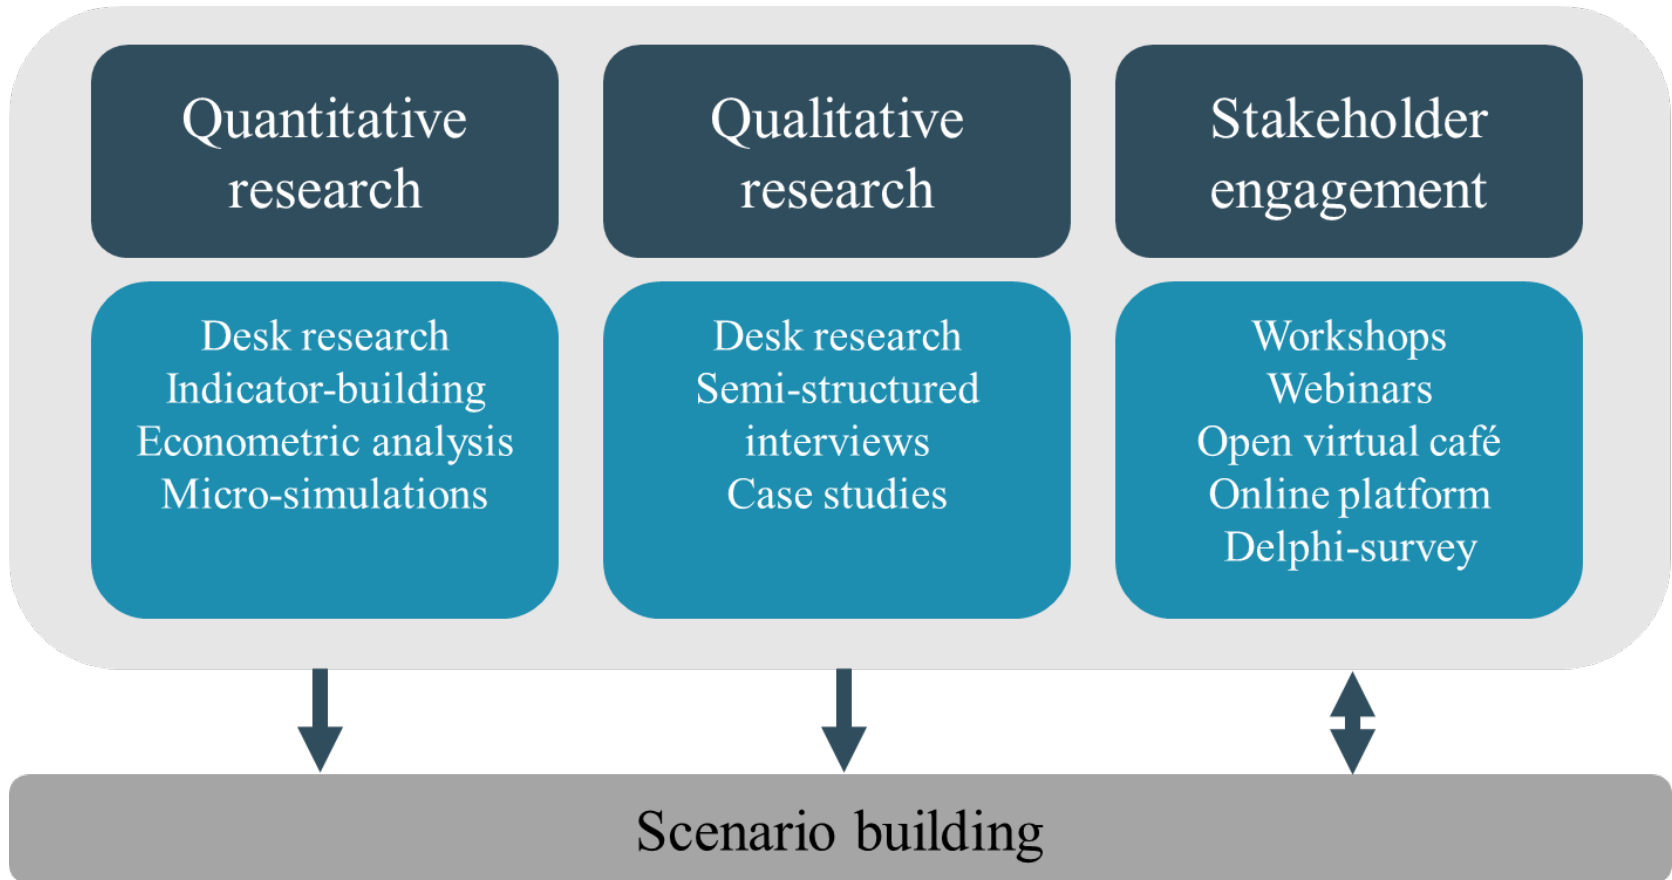 Quantitative
research
Desk research
Indicator-building
Econometric analysis
Micro-simulations
Qualitative
research
Desk research
Semi-structured
interviews
Case studies
Stakeholder
engagement
Workshops
Webinars
Open virtual café
Online platform
Delphi-survey
Scenario building